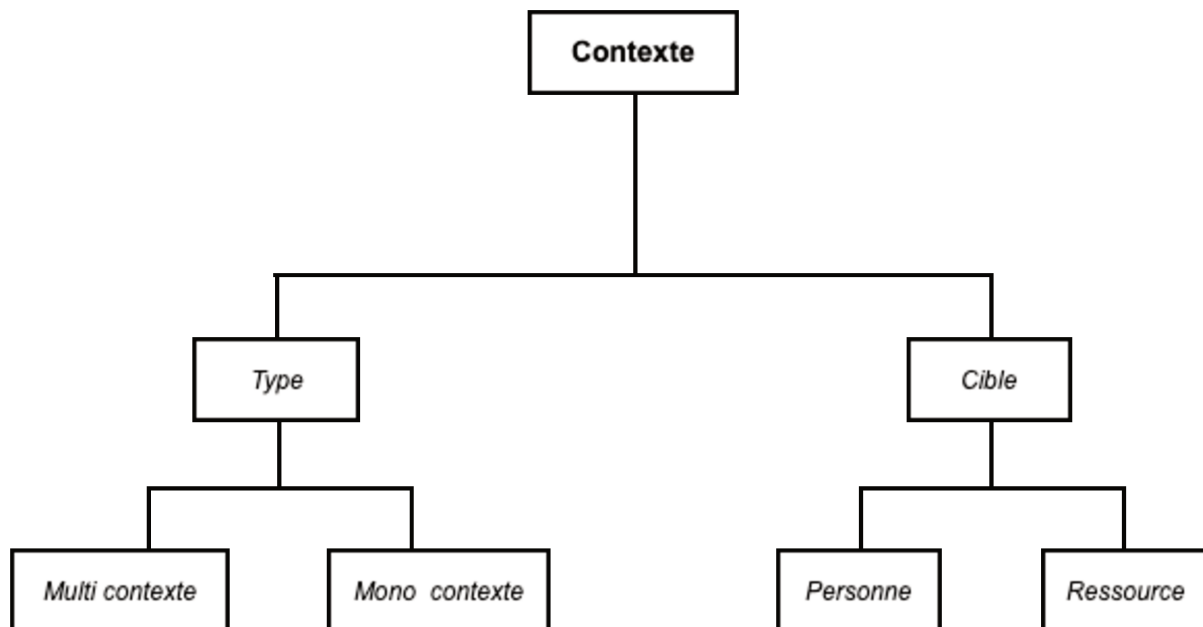 Contexte
Type
Cible
Multi contexte
Mono contexte
Personne
Ressource